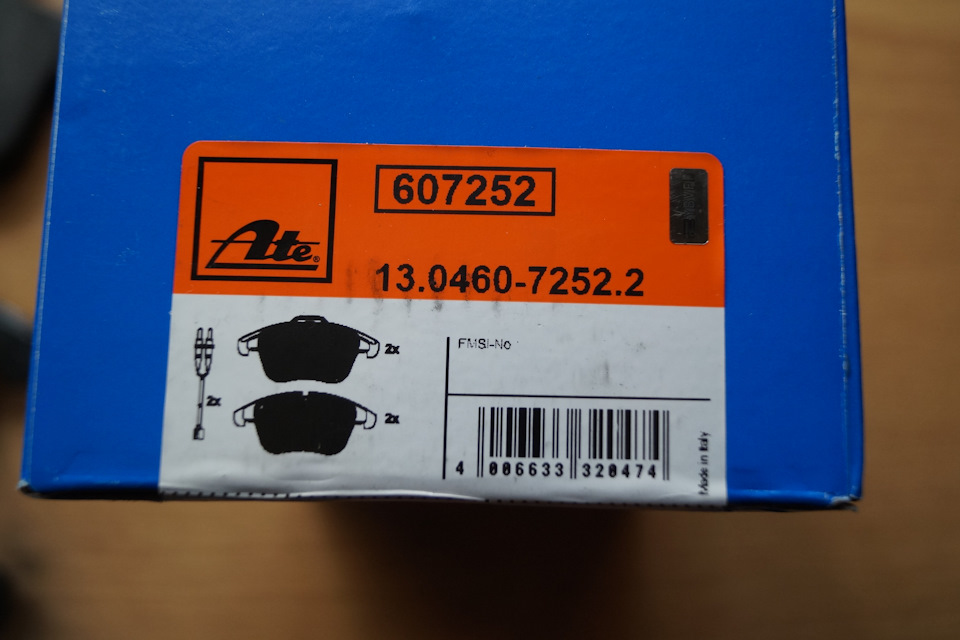 Ate®
607252
13.0460-7252.2
2x
2x
2x
FMSI-No
4 006633 320474
Made in Italy